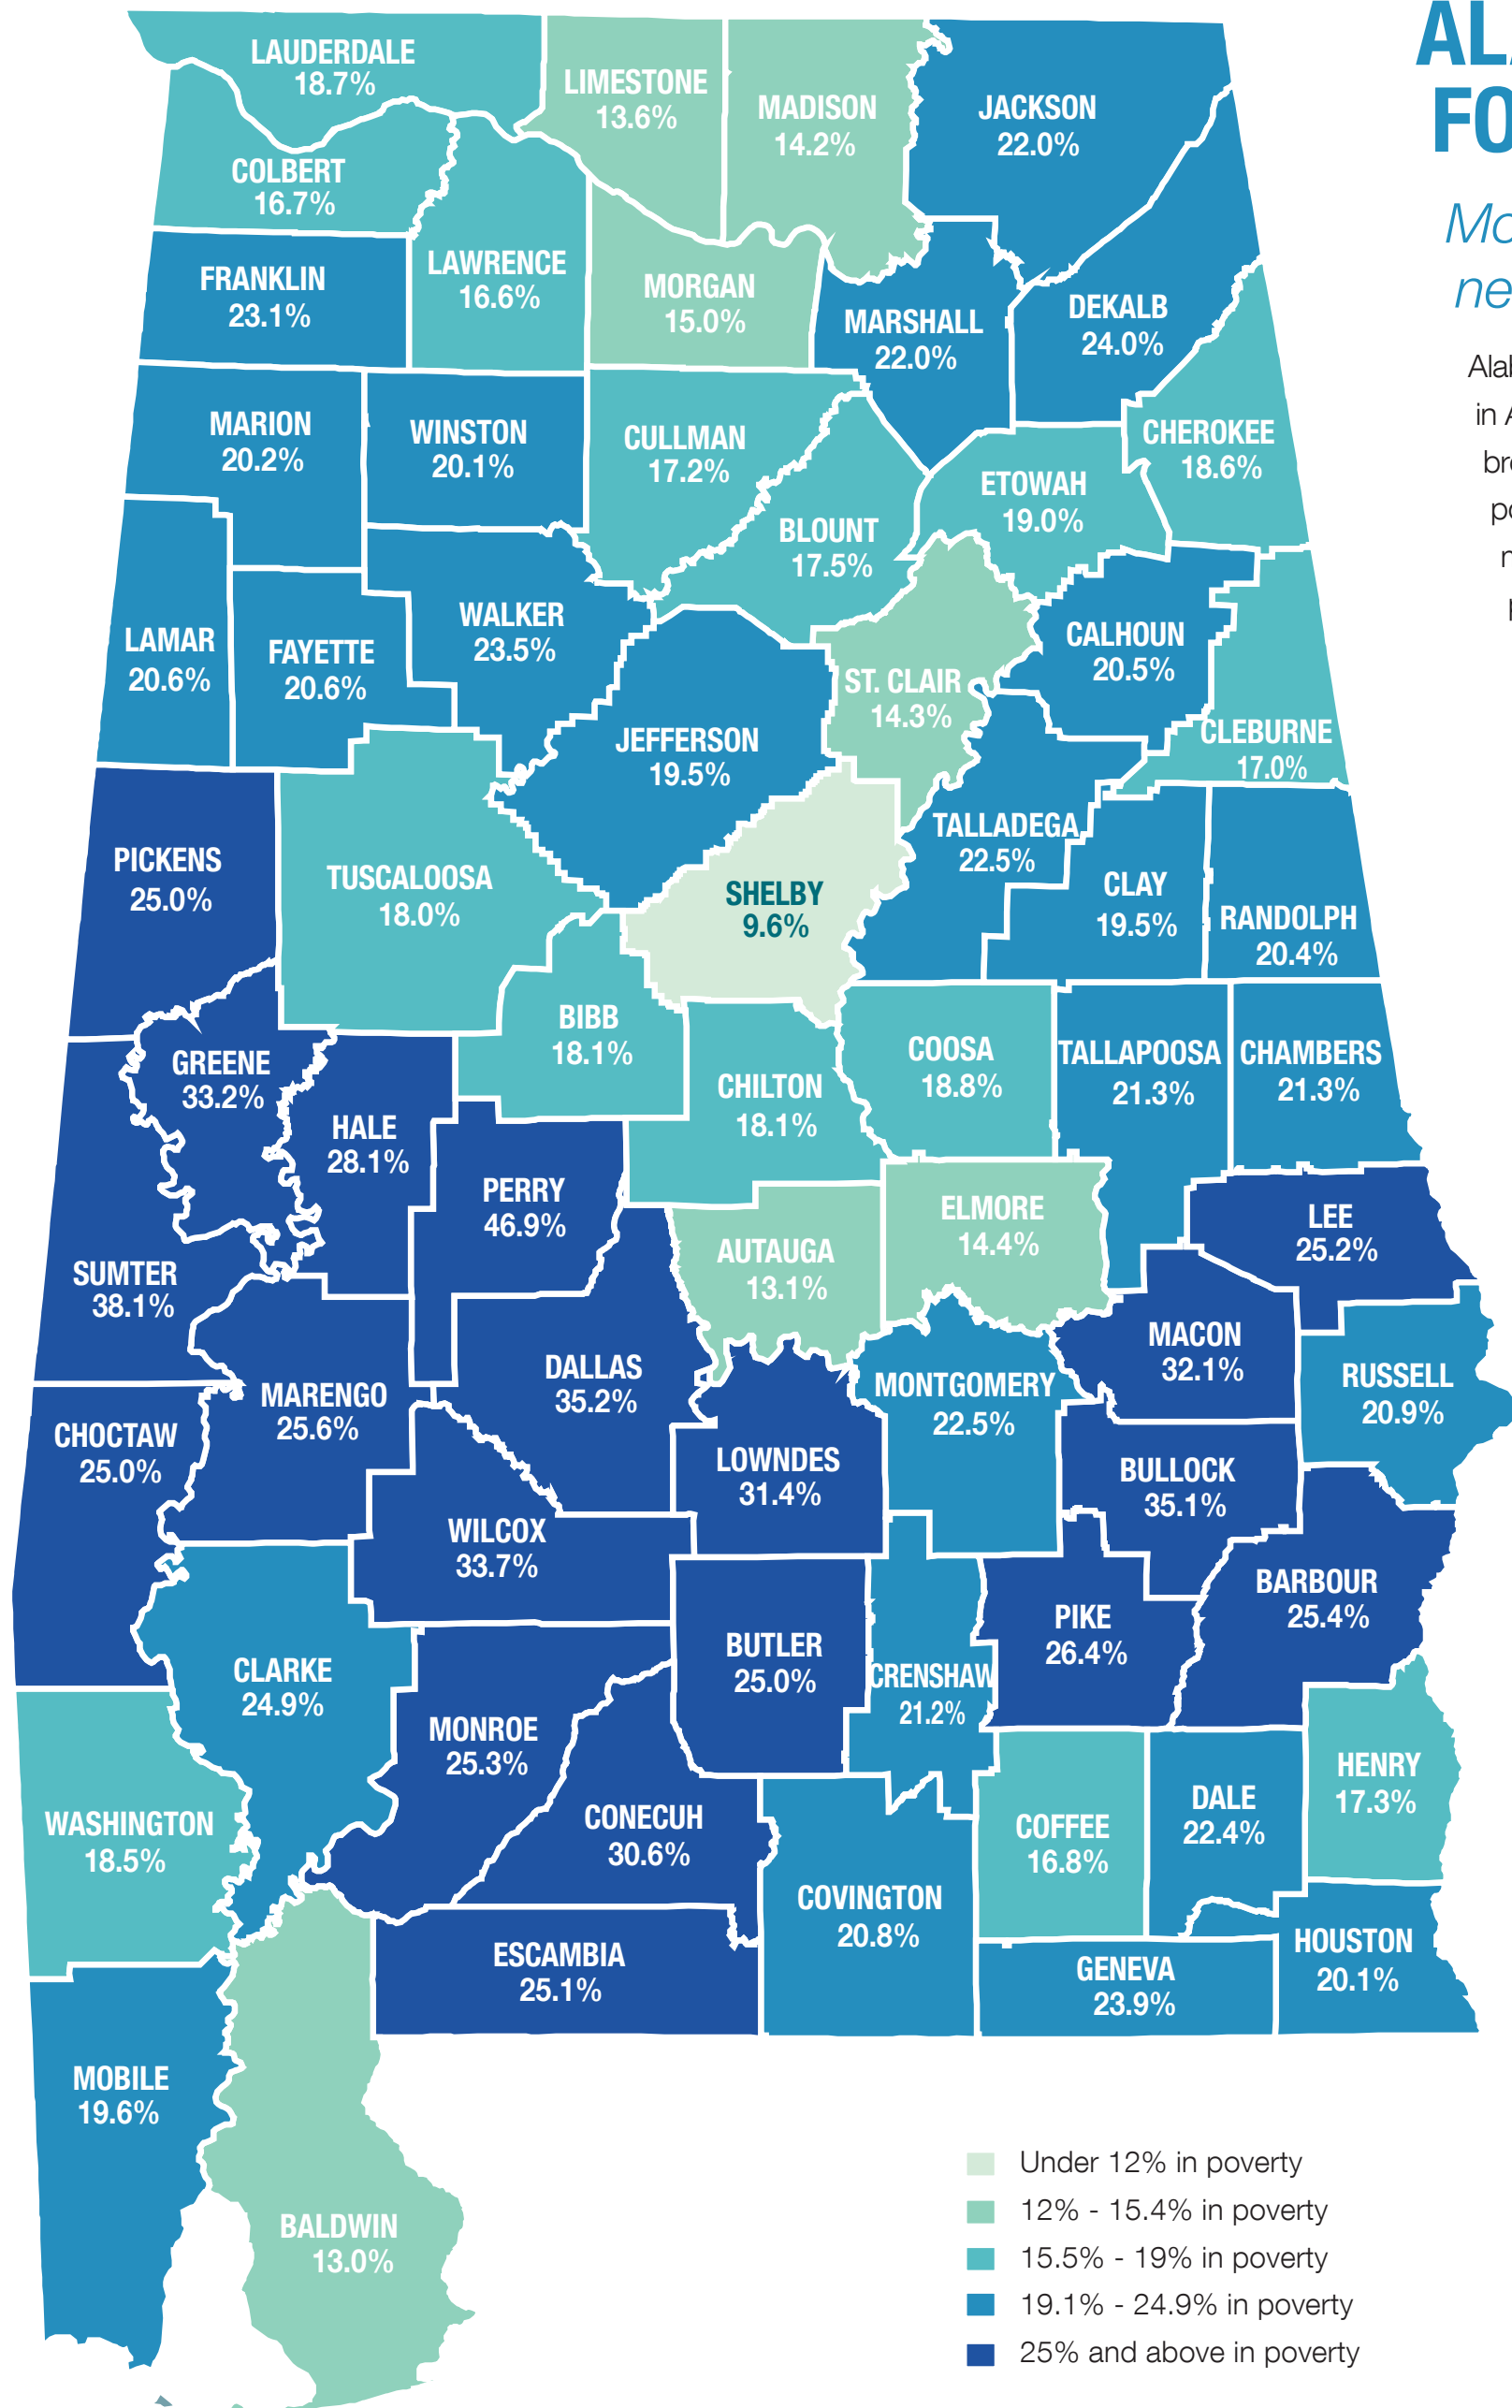 LAUDERDALE
18.7%
LIMESTONE
13.6%
MADISON
14.2%
JACKSON
22.0%
COLBERT
16.7%
FRANKLIN
23.1%
LAWRENCE
16.6%
MORGAN
15.0%
MARSHALL
22.0%
DEKALB
24.0%
MARION
20.2%
WINSTON
20.1%
CULLMAN
17.2%
CHEROKEE
18.6%
ETOWAH
19.0%
BLOUNT
17.5%
LAMAR
20.6%
FAYETTE
20.6%
WALKER
23.5%
CALHOUN
20.5%
ST. CLAIR
14.3%
JEFFERSON
19.5%
CLEBURNE
17.0%
TALLADEGA
22.5%
PICKENS
25.0%
TUSCALOOSA
18.0%
SHELBY
9.6%
CLAY
19.5%
RANDOLPH
20.4%
BIBB
18.1%
GREENE
33.2%
HALE
28.1%
CHILTON
18.1%
COOSA
18.8%
TALLAPOOSA
21.3%
CHAMBERS
21.3%
PERRY
46.9%
SUMTER
38.1%
AUTAUGA
13.1%
ELMORE
14.4%
LEE
25.2%
MACON
32.1%
RUSSELL
20.9%
DALLAS
35.2%
MARENGO
25.6%
MONTGOMERY
22.5%
CHOCTAW
25.0%
LOWNDES
31.4%
BULLOCK
35.1%
WILCOX
33.7%
BARBOUR
25.4%
PIKE
26.4%
BUTLER
25.0%
CRENSHAW
21.2%
CLARKE
24.9%
MONROE
25.3%
CONECUH
30.6%
HENRY
17.3%
DALE
22.4%
COFFEE
16.8%
WASHINGTON
18.5%
COVINGTON
20.8%
ESCAMBIA
25.1%
GENEVA
23.9%
HOUSTON
20.1%
MOBILE
19.6%
BALDWIN
13.0%
Under 12% in poverty
12% - 15.4% in poverty
15.5% - 19% in poverty
19.1% - 24.9% in poverty
25% and above in poverty